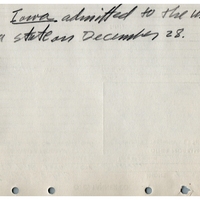 Iowa admitted to the
a state on December 28.